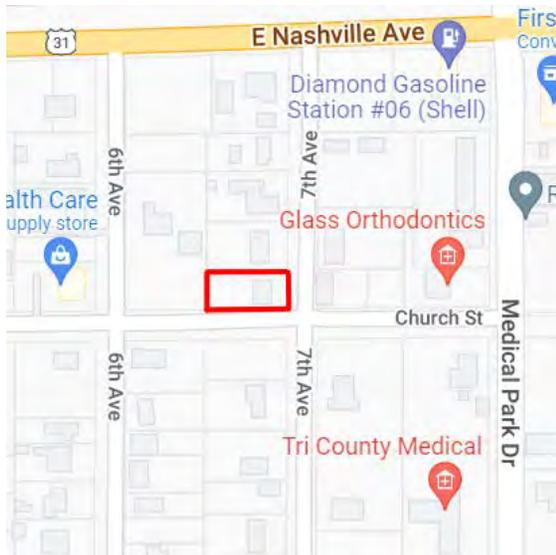 31
E Nashville Ave
Firs
Conv
Diamond Gasoline
Station #06 (Shell)
6th Ave
7th Ave
alth Care
upply store
R
Glass Orthodontics
Church St
6th Ave
7th Ave
Medical Park Dr
Tri County Medical